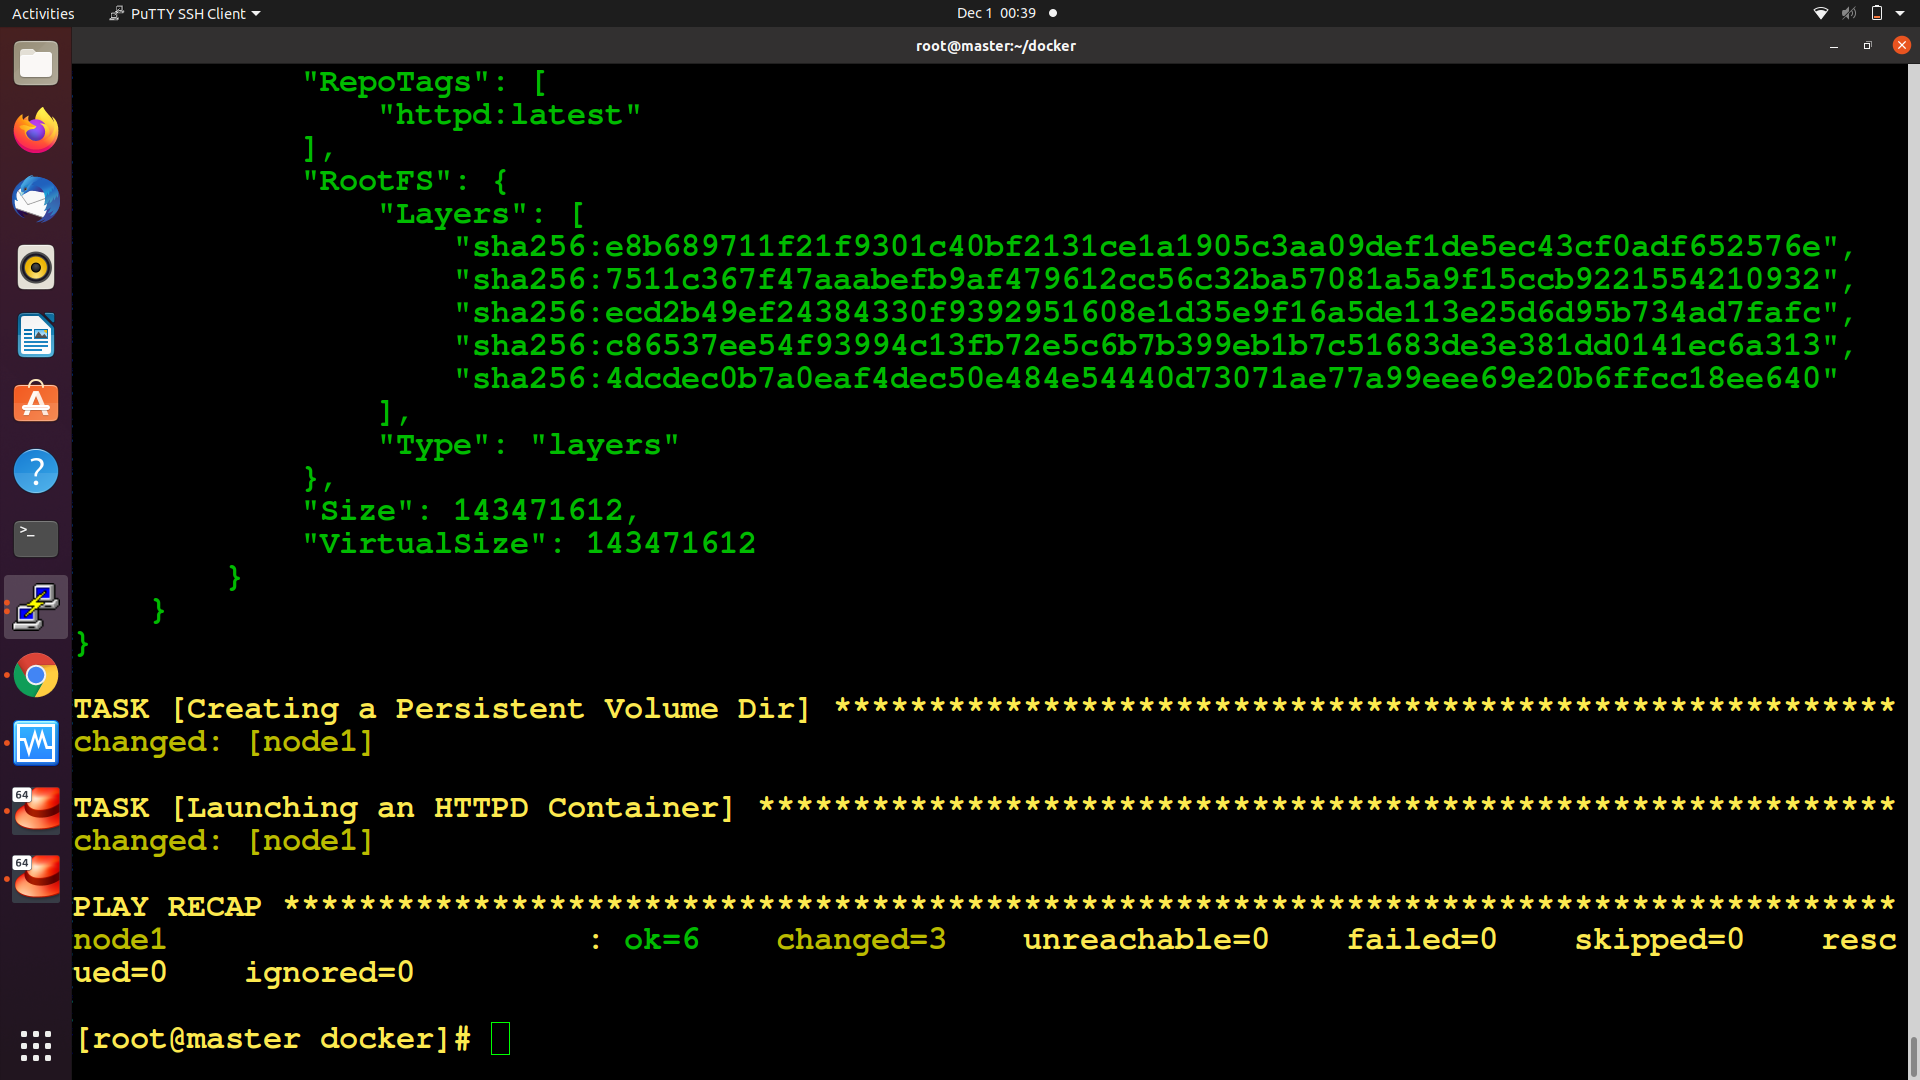 Activities PuTTY SSH Client Dec 1 00:39
root@master:~/docker
"RepoTags": [
"httpd:latest"
],
"RootFS": {
"Layers": [
"sha256:e8b689711f21f9301c40bf2131ce1a1905c3aa09def1de5ec43cf0adf652576e",
"sha256:7511c367f47aaabefb9af479612cc56c32ba57081a5a9f15ccb9221554210932",
"sha256:ecd2b49ef24384330f9392951608e1d35e9f16a5de113e25d6d95b734ad7fafc",
"sha256:c86537ee54f93994c13fb72e5c6b7b399eb1b7c51683de3e381dd0141ec6a313",
"sha256:4dcdec0b7a0eaf4dec50e484e54440d73071ae77a99eee69e20b6ffcc18ee640"
],
"Type": "layers"
},
"Size": 143471612,
"VirtualSize": 143471612
}
}
}
TASK [Creating a Persistent Volume Dir] ********************************************************
changed: [node1]
TASK [Launching an HTTPD Container] ************************************************************
changed: [node1]
PLAY RECAP *************************************************************************************
node1 : ok=6 changed=3 unreachable=0 failed=0 skipped=0 resc
ued=0 ignored=0
[root@master docker]#
>_
64
64